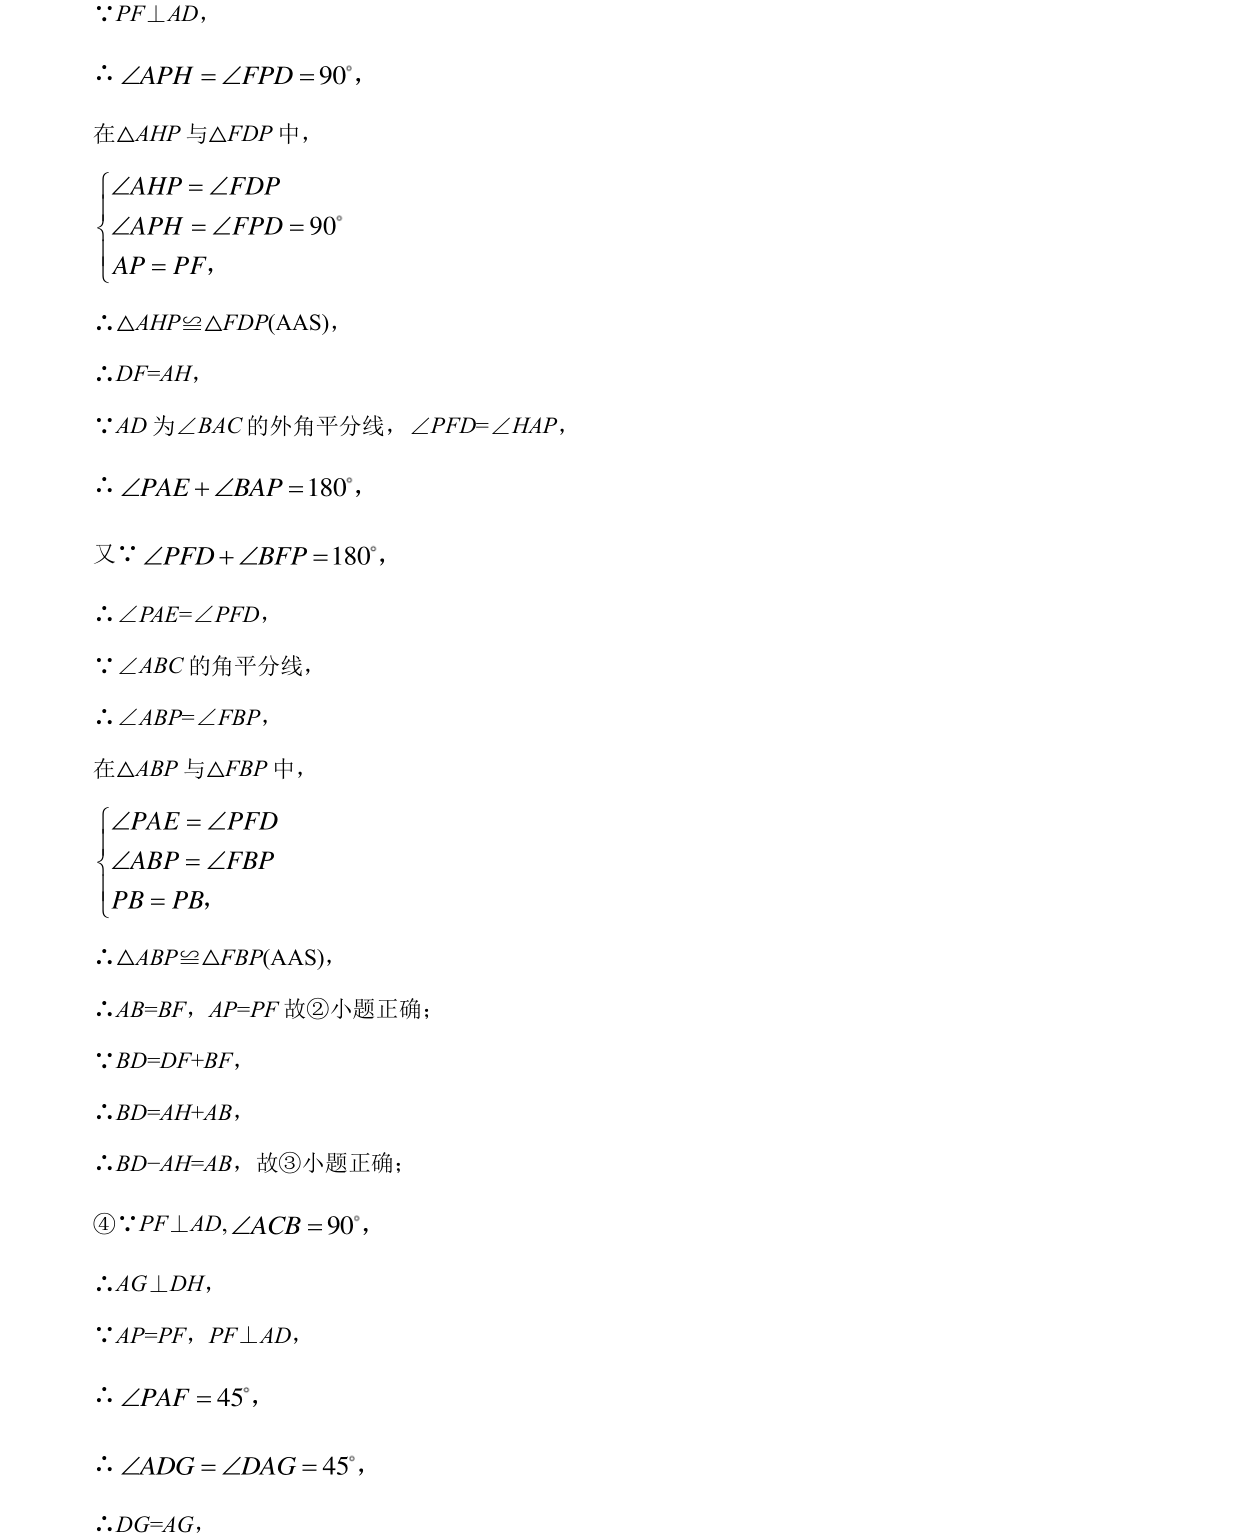 ∵PF⊥AD，
∴∠APH＝∠FPD＝90°，
在△AHP与△FDP中，
∠AHP＝∠FDP
∠APH＝∠FPD＝90°
AP＝PF，
∴△AHP≌△FDP(AAS)，
∴DF=AH，
∵AD为∠BAC的外角平分线，∠PFD=∠HAP，
∴∠PAE+∠BAP＝180°，
又∵∠PFD+∠BFP＝180°，
∴∠PAE=∠PFD，
∵∠ABC的角平分线，
∴∠ABP=∠FBP，
在△ABP与△FBP中，
∠PAE＝∠PFD
∠ABP＝∠FBP
PB＝PB，
∴△ABP≌△FBP(AAS)，
∴AB=BF，AP=PF故②小题正确；
∵BD=DF+BF，
∴BD=AH+AB，
∴BD−AH=AB，故③小题正确；
④∵PF⊥AD,∠ACB＝90°，
∴AG⊥DH，
∵AP=PF，PF⊥AD，
∴∠PAF＝45°，
∴∠ADG＝∠DAG＝45°，
∴DG=AG，